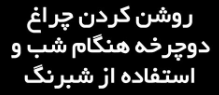 روشن کردن چراغ
دوچرخه هنگام شب و
استفاده از شبرنگ